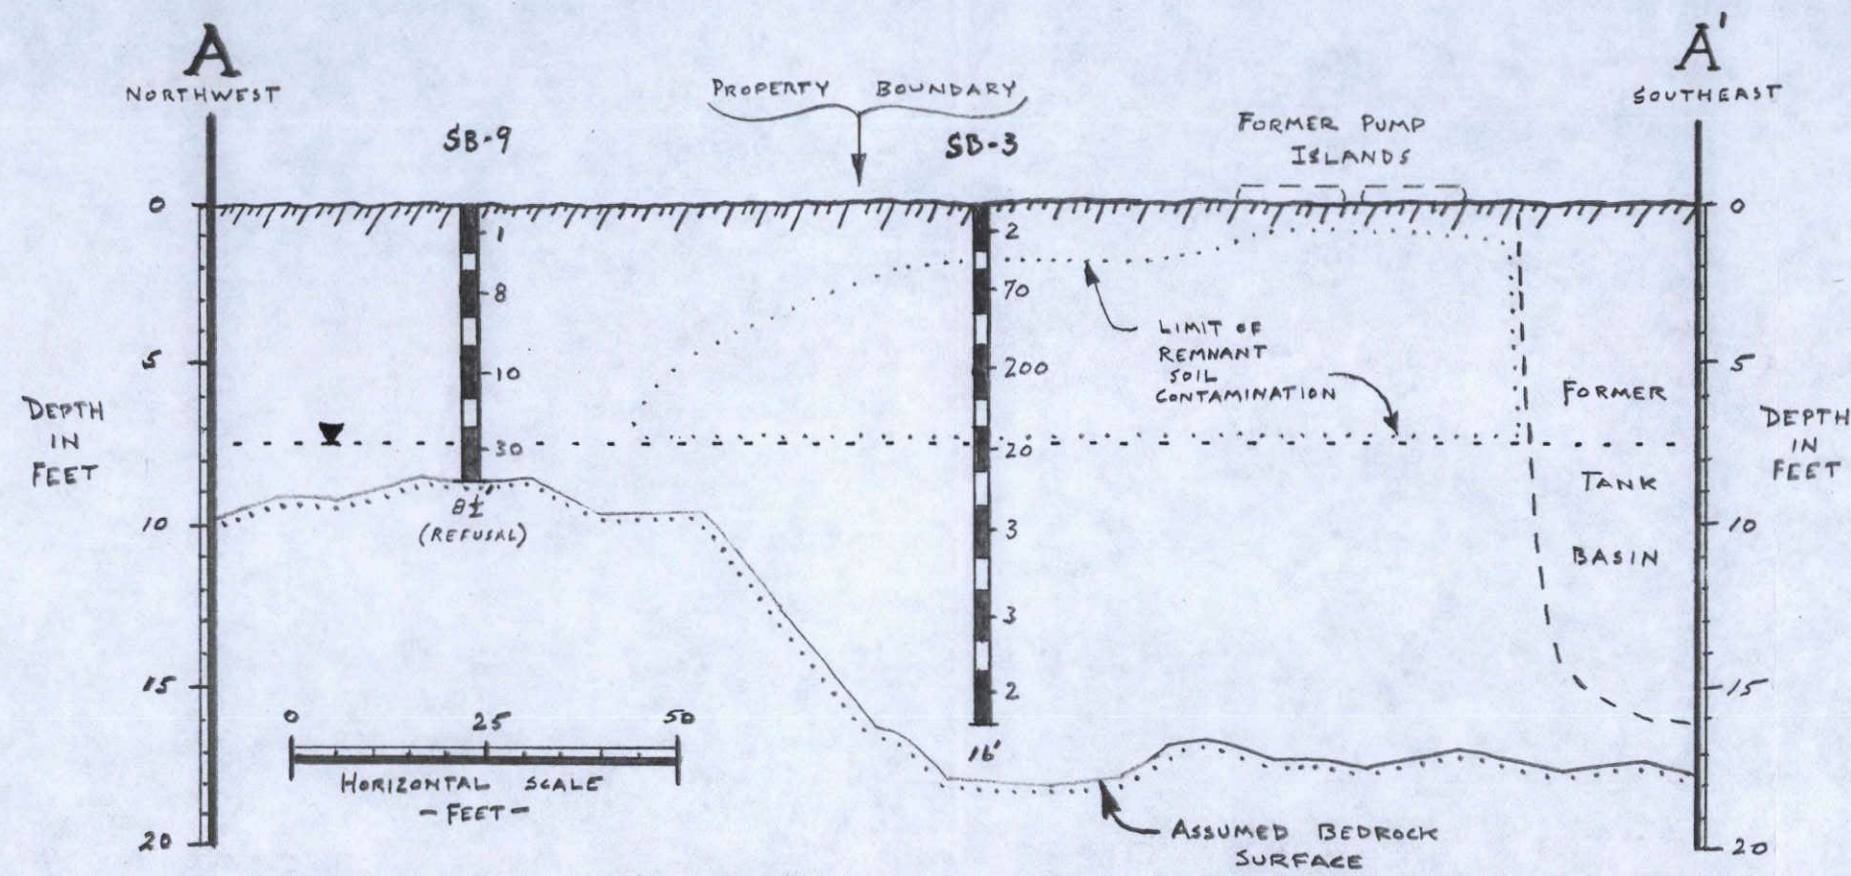 A
NORTHWEST
PROPERTY BOUNDARY
A'
SOUTHEAST
SB-9
SB-3
FORMER PUMP
ISLANDS
0
0
1
2
8
70
LIMIT OF
REMNANT
SOIL
CONTAMINATION
5
5
10
200
FORMER
DEPTH
IN
FEET
DEPTH
IN
FEET
30
20
TANK
BASIN
(REFUSAL)
10
10
3
3
15
15
2
16'
0 25 50
HORIZONTAL SCALE
- FEET -
ASSUMED BEDROCK
SURFACE
20
20